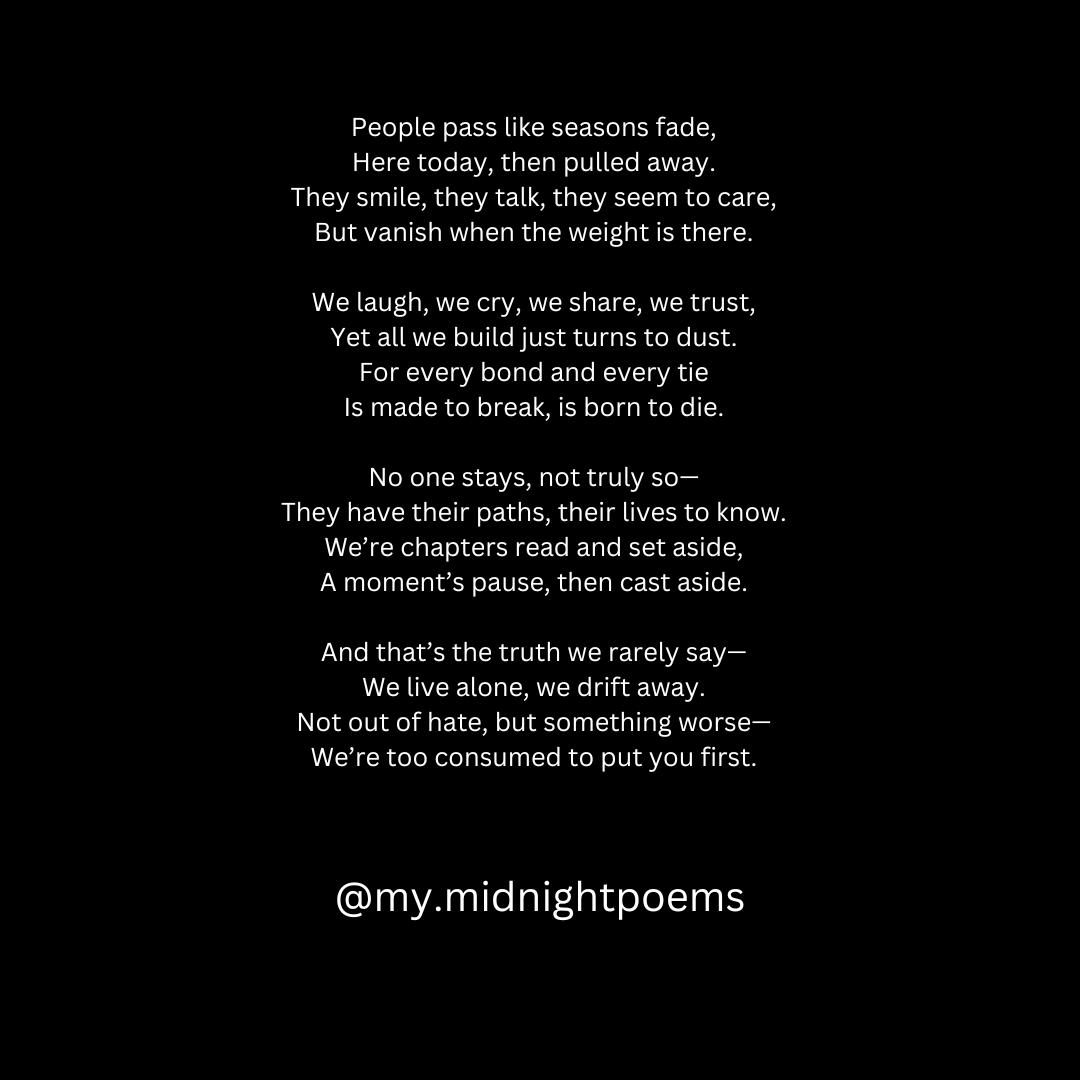 People pass like seasons fade,
Here today, then pulled away.
They smile, they talk, they seem to care,
But vanish when the weight is there.
We laugh, we cry, we share, we trust,
Yet all we build just turns to dust.
For every bond and every tie
Is made to break, is born to die.
No one stays, not truly so—
They have their paths, their lives to know.
We’re chapters read and set aside,
A moment’s pause, then cast aside.
And that’s the truth we rarely say—
We live alone, we drift away.
Not out of hate, but something worse—
We’re too consumed to put you first.
@my.midnightpoems